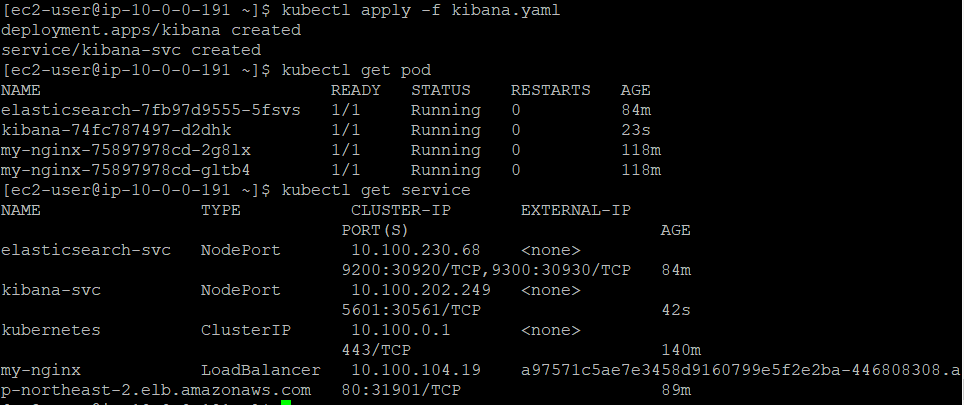 [ec2-user@ip-10-0-0-191 ~]$ kubectl apply -f kibana.yaml
deployment.apps/kibana created
service/kibana-svc created
[ec2-user@ip-10-0-0-191 ~]$ kubectl get pod
NAME READY STATUS RESTARTS AGE
elasticsearch-7fb97d9555-5fsvs 1/1 Running 0 84m
kibana-74fc787497-d2dhk 1/1 Running 0 23s
my-nginx-75897978cd-2g8lx 1/1 Running 0 118m
my-nginx-75897978cd-gltb4 1/1 Running 0 118m
[ec2-user@ip-10-0-0-191 ~]$ kubectl get service
NAME TYPE CLUSTER-IP EXTERNAL-IP
PORT(S) AGE
elasticsearch-svc NodePort 10.100.230.68 <none>
9200:30920/TCP,9300:30930/TCP 84m
kibana-svc NodePort 10.100.202.249 <none>
5601:30561/TCP 42s
kubernetes ClusterIP 10.100.0.1 <none>
443/TCP 140m
my-nginx LoadBalancer 10.100.104.19 a97571c5ae7e3458d9160799e5f2e2ba-446808308.a
p-northeast-2.elb.amazonaws.com 80:31901/TCP 89m